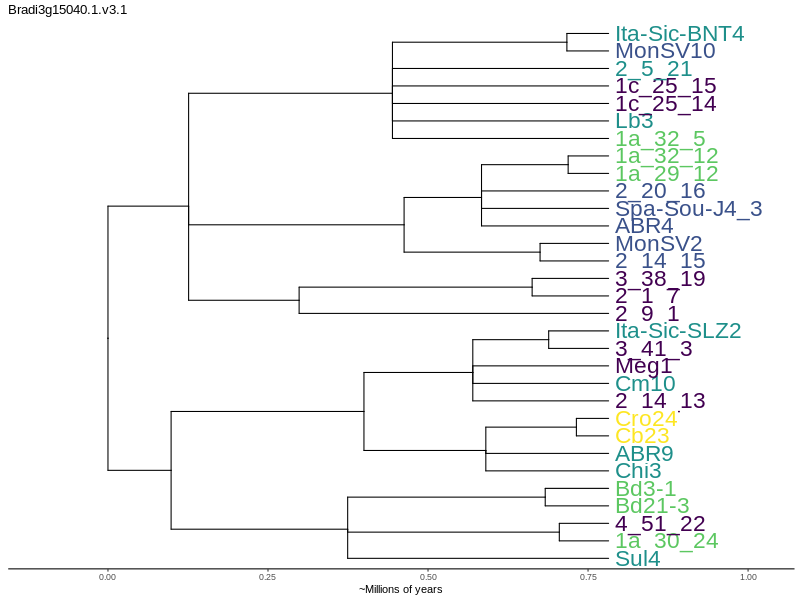 Bradi3g15040.1.v3.1
Ita-Sic-BNT4
MonSV10
2_5_21
1c_25_15
1c_25_14
Lb3
1a_32_5
1a_32_12
1a_29_12
2_20_16
Spa-Sou-J4_3
ABR4
MonSV2
2_14_15
3_38_19
2_1_7
2_9_1
Ita-Sic-SLZ2
3_41_3
Meg1
Cm10
2_14_13
Cro24
Cb23
ABR9
Chi3
Bd3-1
Bd21-3
4_51_22
1a_30_24
Sul4
0.00 0.25 0.50 0.75 1.00
~Millions of years